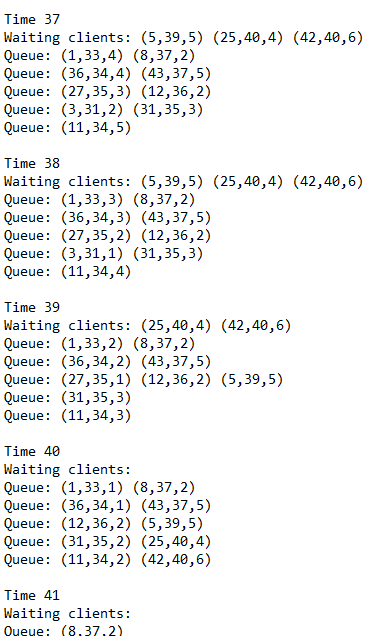 Time 37
Waiting clients: (5,39,5) (25,40,4) (42,40,6)
Queue: (1,33,4) (8,37,2)
Queue: (36,34,4) (43,37,5)
Queue: (27,35,3) (12,36,2)
Queue: (3,31,2) (31,35,3)
Queue: (11,34,5)
Time 38
Waiting clients: (5,39,5) (25,40,4) (42,40,6)
Queue: (1,33,3) (8,37,2)
Queue: (36,34,3) (43,37,5)
Queue: (27,35,2) (12,36,2)
Queue: (3,31,1) (31,35,3)
Queue: (11,34,4)
Time 39
Waiting clients: (25,40,4) (42,40,6)
Queue: (1,33,2) (8,37,2)
Queue: (36,34,2) (43,37,5)
Queue: (27,35,1) (12,36,2) (5,39,5)
Queue: (31,35,3)
Queue: (11,34,3)
Time 40
Waiting clients:
Queue: (1,33,1) (8,37,2)
Queue: (36,34,1) (43,37,5)
Queue: (12,36,2) (5,39,5)
Queue: (31,35,2) (25,40,4)
Queue: (11,34,2) (42,40,6)
Time 41
Waiting clients:
Queue: (8,37,2)